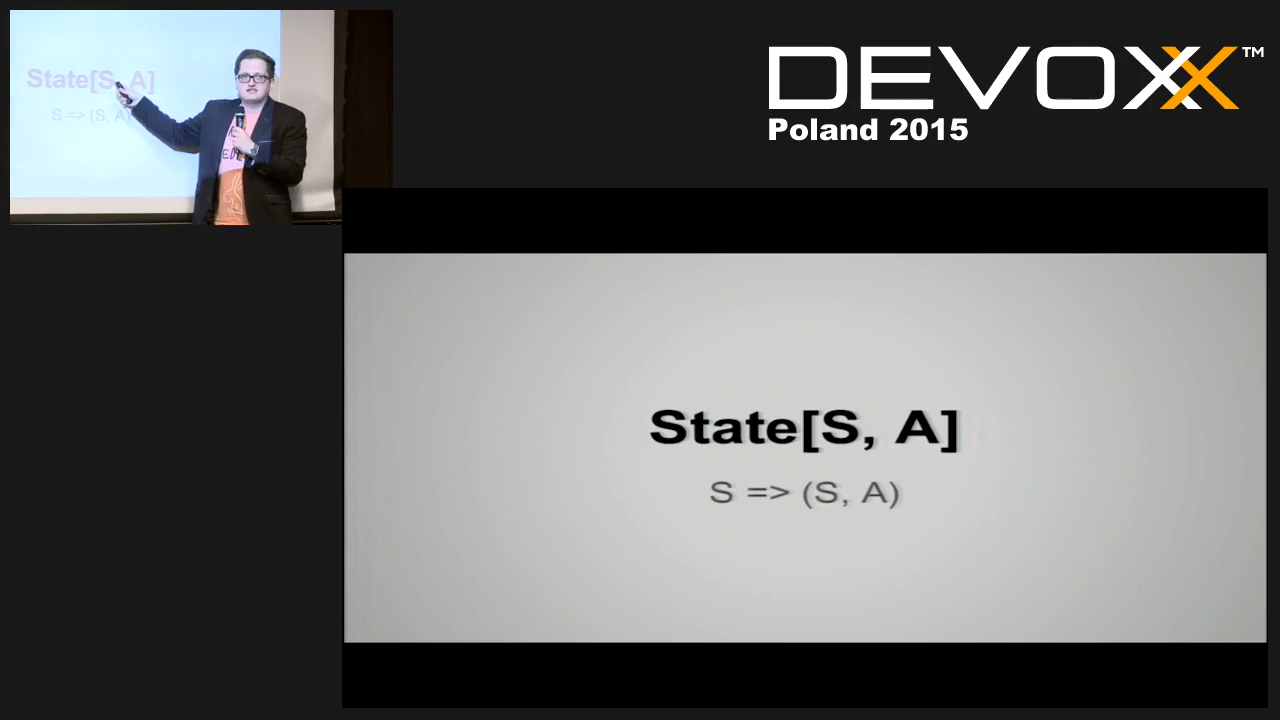 State[S, A]
S => (S, A)
DEVOXX™
Poland 2015
State[S, A]
S => (S, A)